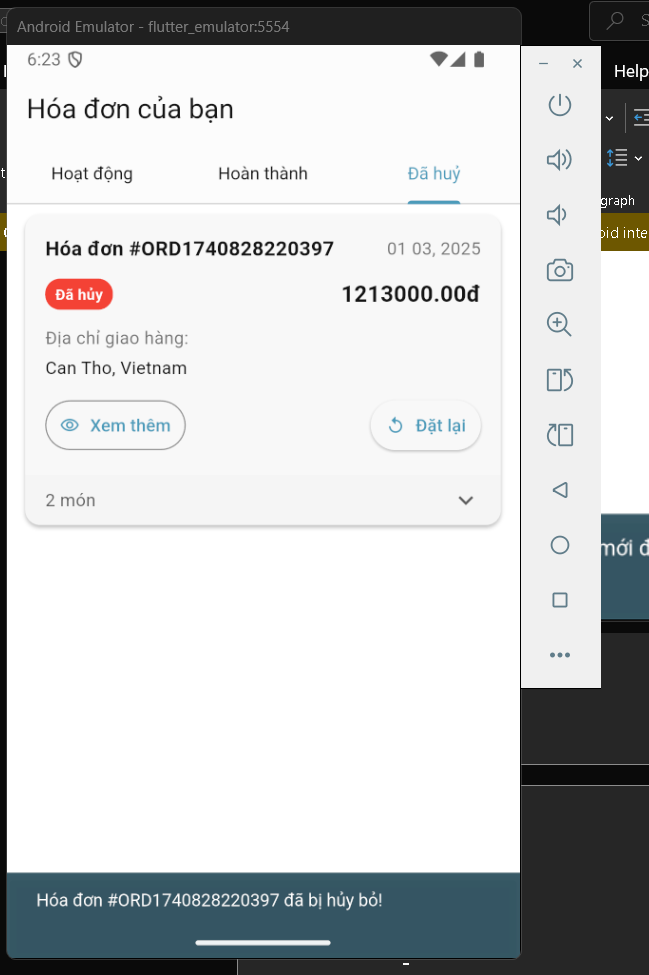 Android Emulator - flutter_emulator:5554
6:23
Hóa đơn của bạn
Hoạt động
Hoàn thành
Đã huỷ
Hóa đơn #ORD1740828220397
01 03, 2025
Đã hủy
1213000.00đ
Địa chỉ giao hàng:
Can Tho, Vietnam
Xem thêm
Đặt lại
2 món
Hóa đơn #ORD1740828220397 đã bị hủy bỏ!
Help
graph
oid inte
mới đ